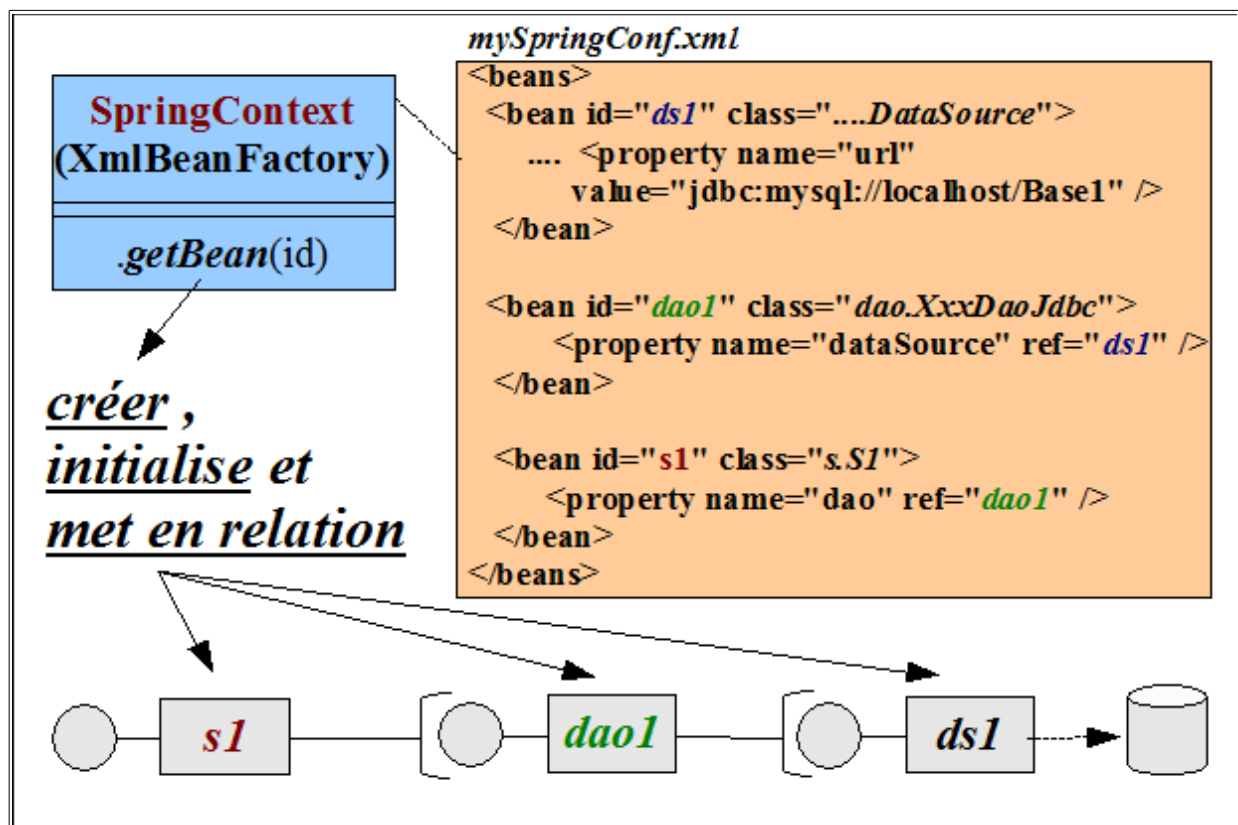 mySpringConf.xml
SpringContext
(XmlBeanFactory)
.getBean(id)
<beans>
<bean id="ds1" class="....DataSource">
.... <property name="url"
value="jdbc:mysql://localhost/Base1" />
</bean>
<bean id="dao1" class="dao.XxxDaoJdbc">
<property name="dataSource" ref="ds1" />
</bean>
<bean id="s1" class="s.S1">
<property name="dao" ref="dao1" />
</bean>
</beans>
créer ,
initialise et
met en relation
s1
dao1
ds1